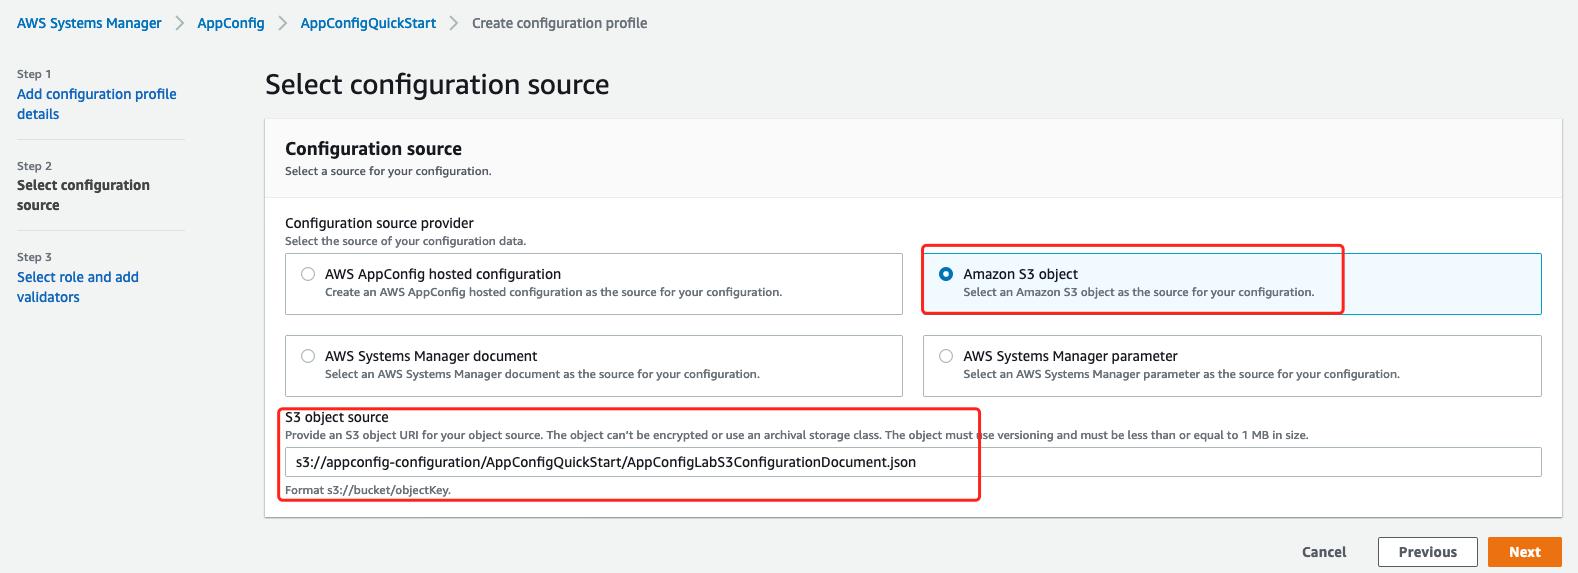 AWS Systems Manager > AppConfig > AppConfigQuickStart > Create configuration profile
Step 1
Add configuration profile
details
Step 2
Select configuration
source
Step 3
Select role and add
validators
Select configuration source
Configuration source
Select a source for your configuration.
Configuration source provider
Select the source of your configuration data.
AWS AppConfig hosted configuration
Create an AWS AppConfig hosted configuration as the source for your configuration.
Amazon S3 object
Select an Amazon S3 object as the source for your configuration.
AWS Systems Manager document
Select an AWS Systems Manager document as the source for your configuration.
AWS Systems Manager parameter
Select an AWS Systems Manager parameter as the source for your configuration.
S3 object source
Provide an S3 object URI for your object source. The object can't be encrypted or use an archival storage class. The object must use versioning and must be less than or equal to 1 MB in size.
s3://appconfig-configuration/AppConfigQuickStart/AppConfigLabS3ConfigurationDocument.json
Format s3://bucket/objectKey.
Cancel
Previous
Next